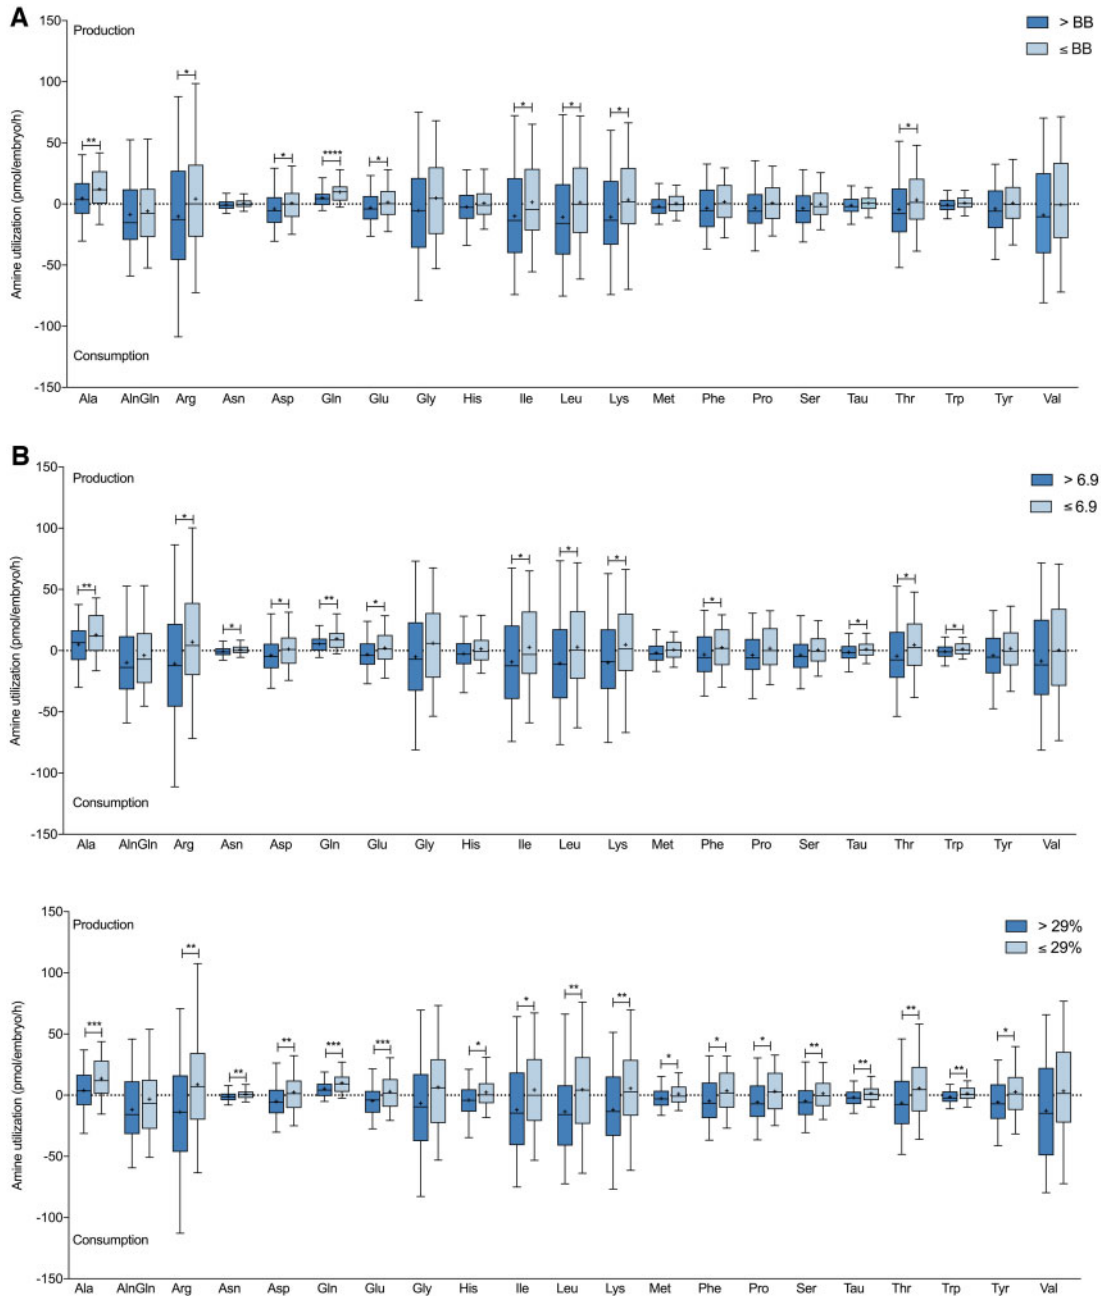 A
150
100
50
0
-50
-100
-150
Amine utilization (pmol/embryo/h)
Production
Consumption
> BB
≤ BB
** * * **** * * * * *
Ala AlnGln Arg Asn Asp Gln Glu Gly His Ile Leu Lys Met Phe Pro Ser Tau Thr Trp Tyr Val
B
150
100
50
0
-50
-100
-150
Amine utilization (pmol/embryo/h)
Production
Consumption
> 6.9
≤ 6.9
** * * * ** * * * * * * * *
Ala AlnGln Arg Asn Asp Gln Glu Gly His Ile Leu Lys Met Phe Pro Ser Tau Thr Trp Tyr Val
150
100
50
0
-50
-100
-150
Amine utilization (pmol/embryo/h)
Production
Consumption
> 29%
≤ 29%
*** ** ** ** *** *** * * ** ** * * * ** ** ** ** *
Ala AlnGln Arg Asn Asp Gln Glu Gly His Ile Leu Lys Met Phe Pro Ser Tau Thr Trp Tyr Val